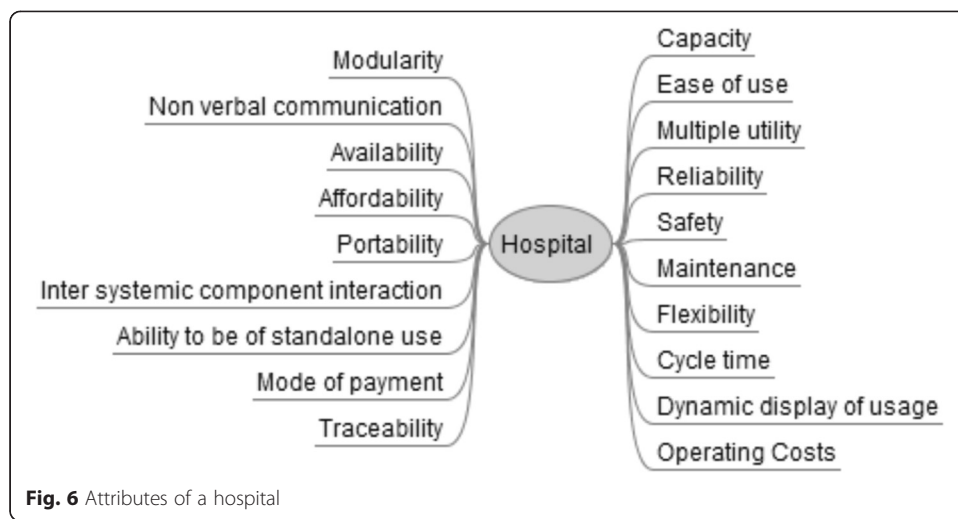 Modularity
Non verbal communication
Availability
Affordability
Portability
Inter systemic component interaction
Ability to be of standalone use
Mode of payment
Traceability
Hospital
Capacity
Ease of use
Multiple utility
Reliability
Safety
Maintenance
Flexibility
Cycle time
Dynamic display of usage
Operating Costs
Fig. 6 Attributes of a hospital